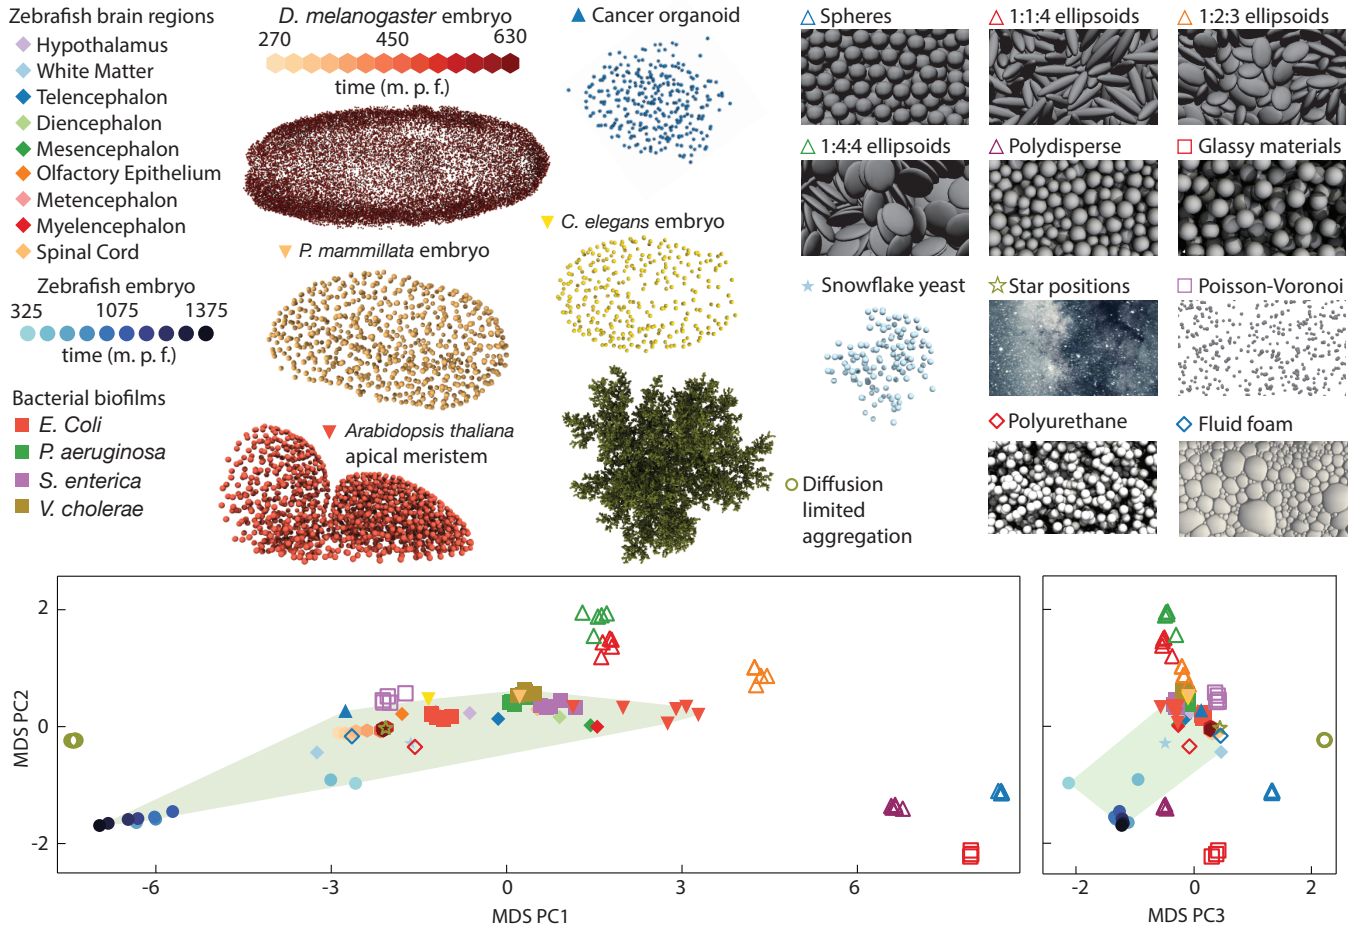 Zebrafish brain regions
Hypothalamus
White Matter
Telencephalon
Diencephalon
Mesencephalon
Olfactory Epithelium
Metencephalon
Myelencephalon
Spinal Cord
Zebrafish embryo
325 1075 1375
time (m. p. f.)
Bacterial biofilms
E. Coli
P. aeruginosa
S. enterica
V. cholerae
D. melanogaster embryo
270 450 630
time (m. p. f.)
P. mammillata embryo
Arabidopsis thaliana
apical meristem
Cancer organoid
C. elegans embryo
Diffusion
limited
aggregation
Spheres
1:1:4 ellipsoids
1:2:3 ellipsoids
1:4:4 ellipsoids
Polydisperse
Glassy materials
Snowflake yeast
Star positions
Poisson-Voronoi
Polyurethane
Fluid foam
MDS PC2
2
0
-2
-6 -3 0 3 6
MDS PC1
-2 0 2
MDS PC3